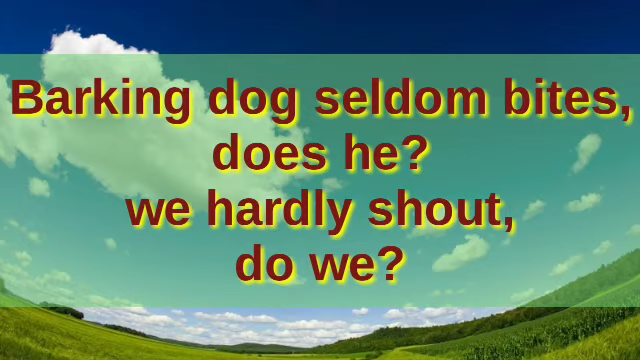 Barking dog seldom bites,
does he?
we hardly shout,
do we?